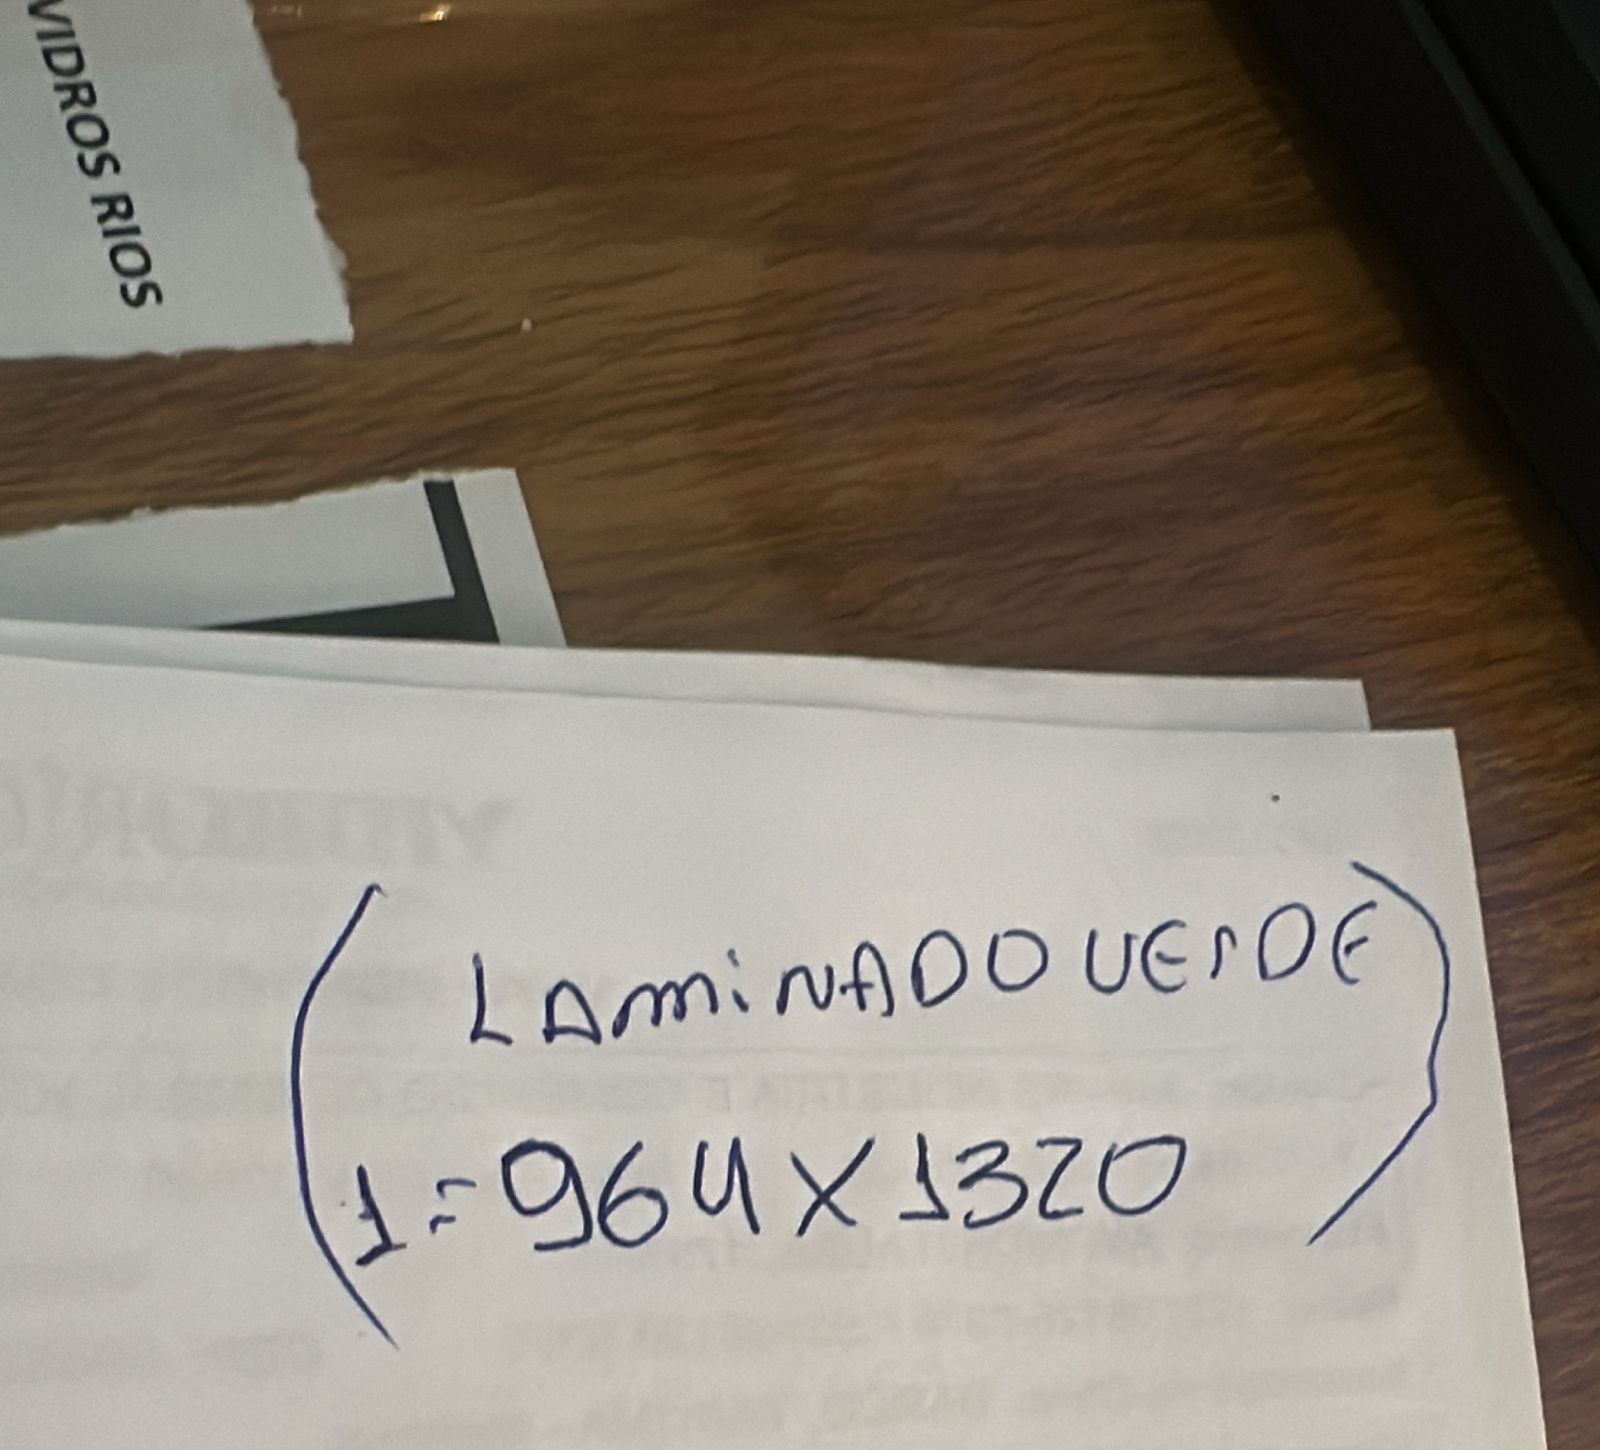 VIDROS RIOS
(LAMINADO VERDE)
1=964X1320